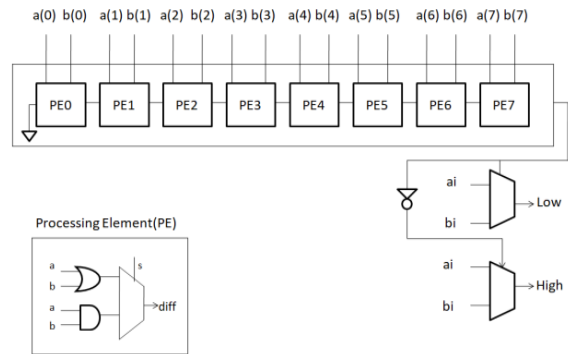 a(0) b(0) a(1) b(1) a(2) b(2) a(3) b(3) a(4) b(4) a(5) b(5) a(6) b(6) a(7) b(7)
PE0 PE1 PE2 PE3 PE4 PE5 PE6 PE7
ai
Low
bi
Processing Element(PE)
ai
High
bi
a
s
b
diff
a
b